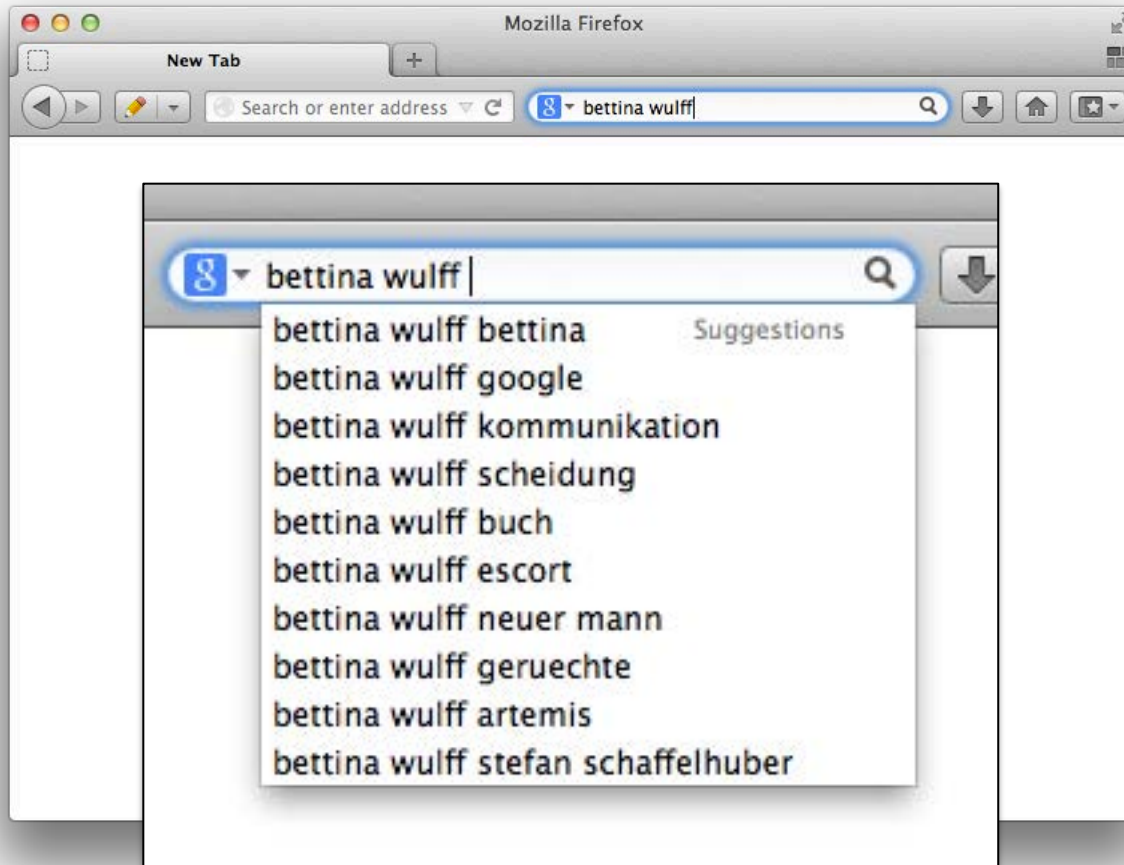 Mozilla Firefox
New Tab
Search or enter address
bettina wulff
bettina wulff
bettina wulff bettina Suggestions
bettina wulff google
bettina wulff kommunikation
bettina wulff scheidung
bettina wulff buch
bettina wulff escort
bettina wulff neuer mann
bettina wulff geruechte
bettina wulff artemis
bettina wulff stefan schaffelhuber